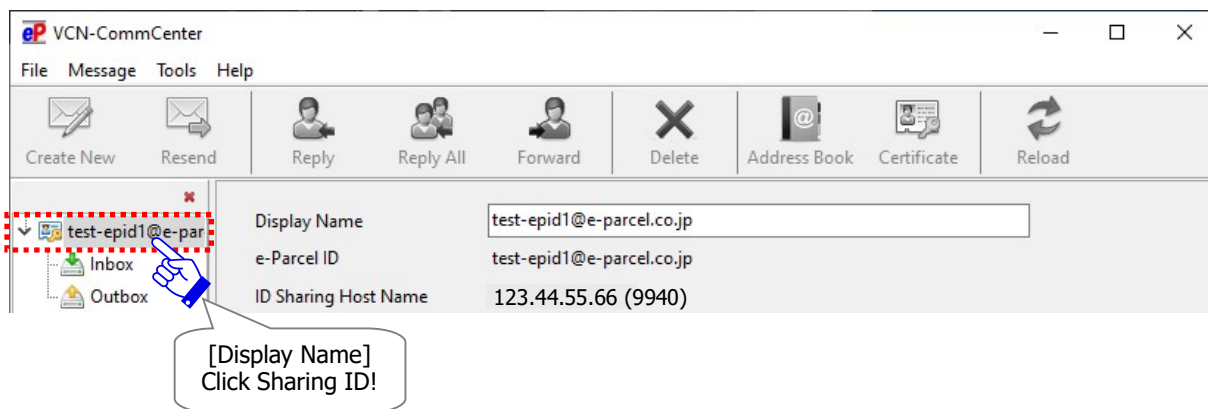 eP VCN-CommCenter
File Message Tools Help
Create New Resend Reply Reply All Forward Delete Address Book Certificate Reload
test-epid1@e-par
Inbox
Outbox
Display Name test-epid1@e-parcel.co.jp
e-Parcel ID test-epid1@e-parcel.co.jp
ID Sharing Host Name 123.44.55.66 (9940)
[Display Name]
Click Sharing ID!